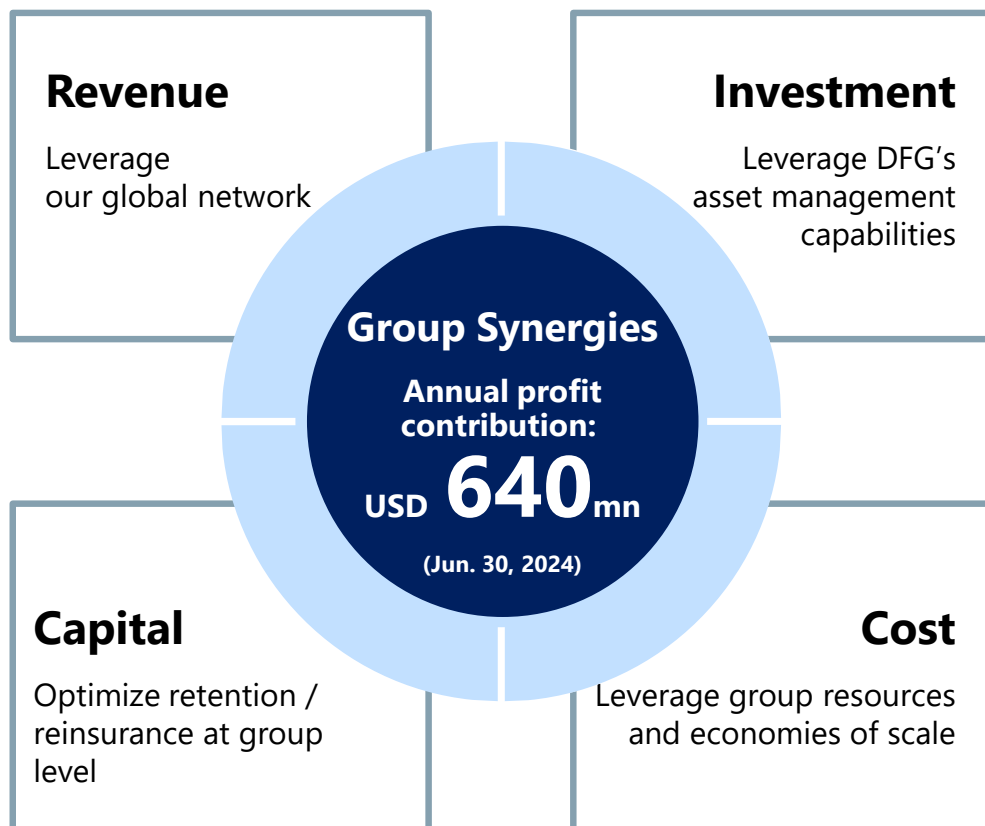 Revenue
Leverage
our global network
Investment
Leverage DFG’s
asset management
capabilities
Group Synergies
Annual profit
contribution:
USD 640mn
(Jun. 30, 2024)
Capital
Optimize retention /
reinsurance at group
level
Cost
Leverage group resources
and economies of scale